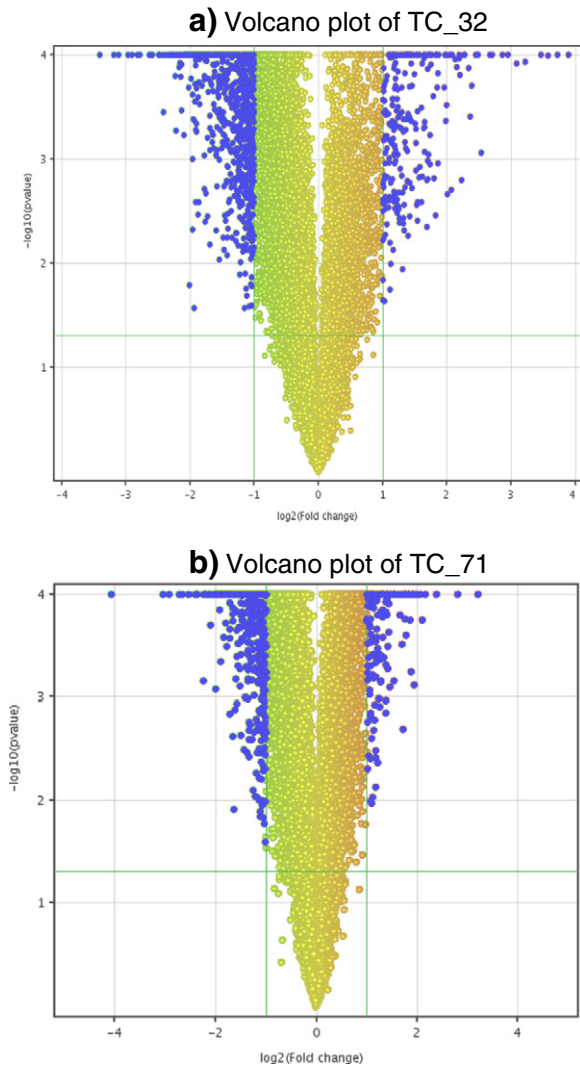 a) Volcano plot of TC_32
4
3
2
1
-log10(pvalue)
-4 -3 -2 -1 0 1 2 3 4
log2(Fold change)
b) Volcano plot of TC_71
4
3
2
1
-log10(pvalue)
-4 -2 0 2 4
log2(Fold change)